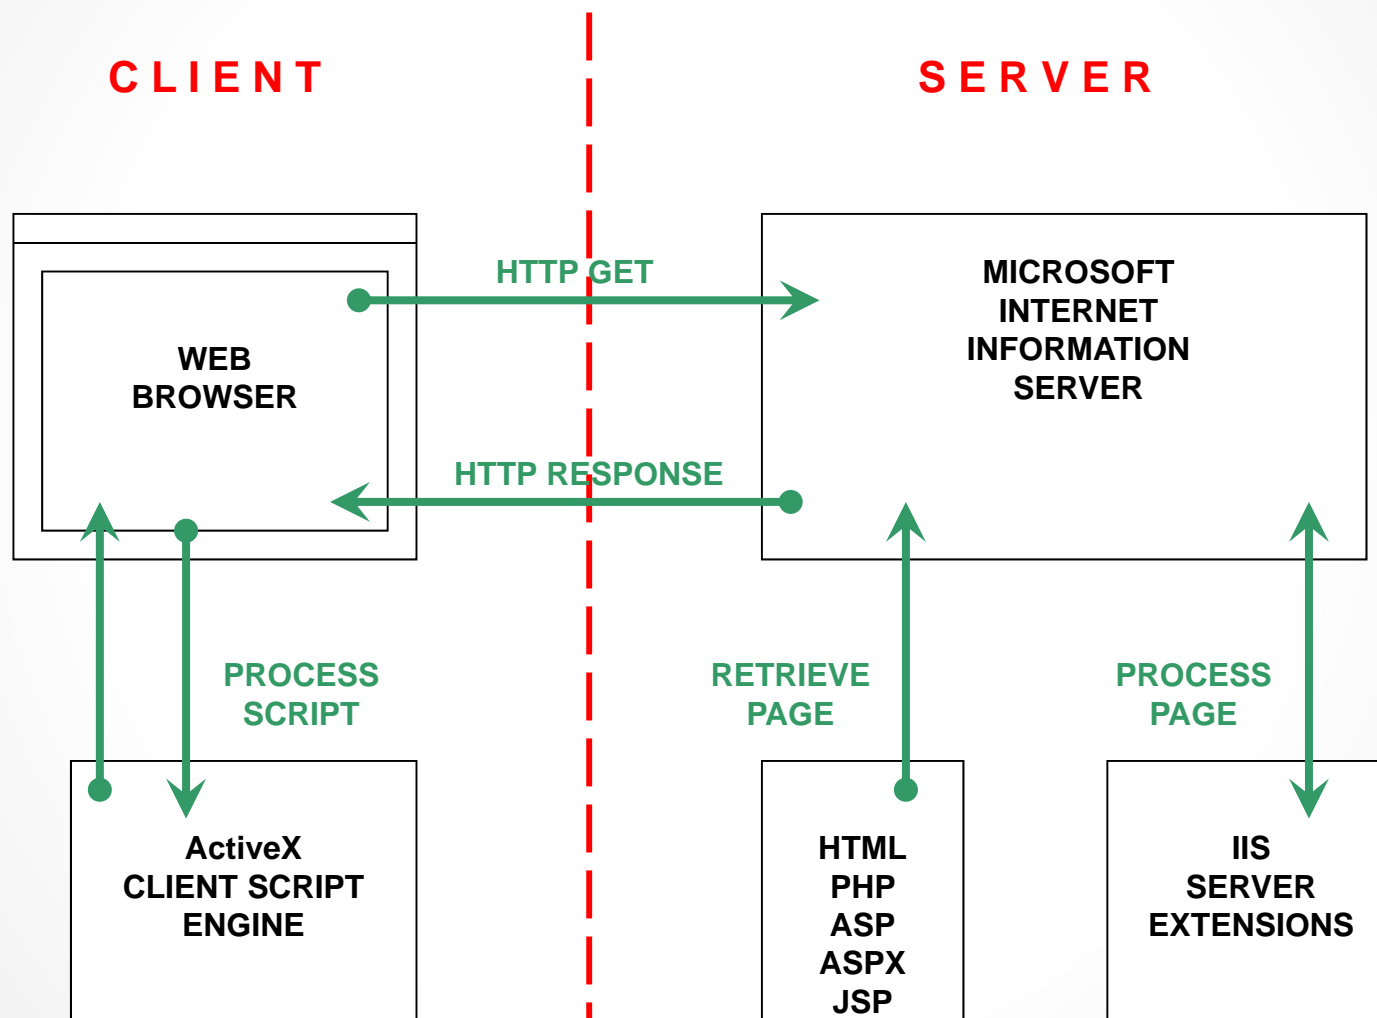 CLIENT
SERVER
HTTP GET
MICROSOFT
INTERNET
INFORMATION
SERVER
WEB
BROWSER
HTTP RESPONSE
PROCESS
SCRIPT
RETRIEVE
PAGE
PROCESS
PAGE
ActiveX
CLIENT SCRIPT
ENGINE
HTML
PHP
ASP
ASPX
JSP
IIS
SERVER
EXTENSIONS